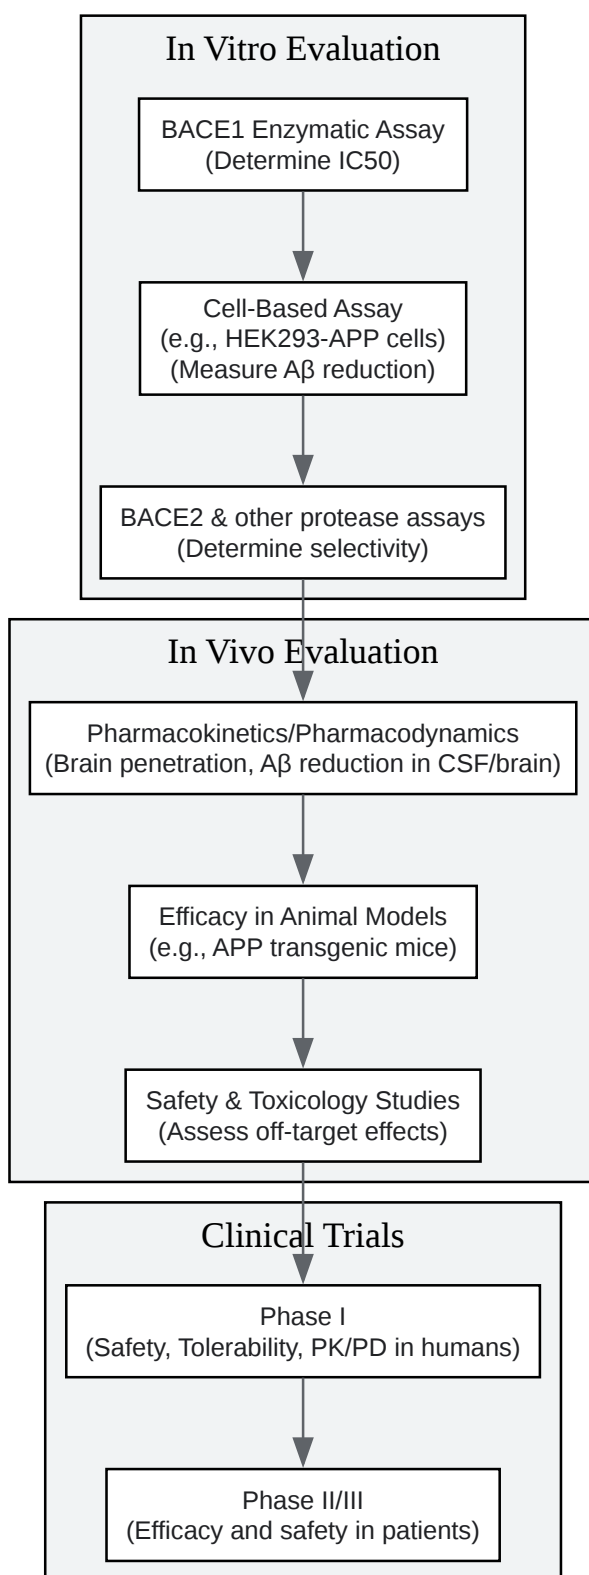 In Vitro Evaluation
BACE1 Enzymatic Assay
(Determine IC50)
Cell-Based Assay
(e.g., HEK293-APP cells)
(Measure Aβ reduction)
BACE2 & other protease assays
(Determine selectivity)
In Vivo Evaluation
Pharmacokinetics/Pharmacodynamics
(Brain penetration, Aβ reduction in CSF/brain)
Efficacy in Animal Models
(e.g., APP transgenic mice)
Safety & Toxicology Studies
(Assess off-target effects)
Clinical Trials
Phase I
(Safety, Tolerability, PK/PD in humans)
Phase II/III
(Efficacy and safety in patients)